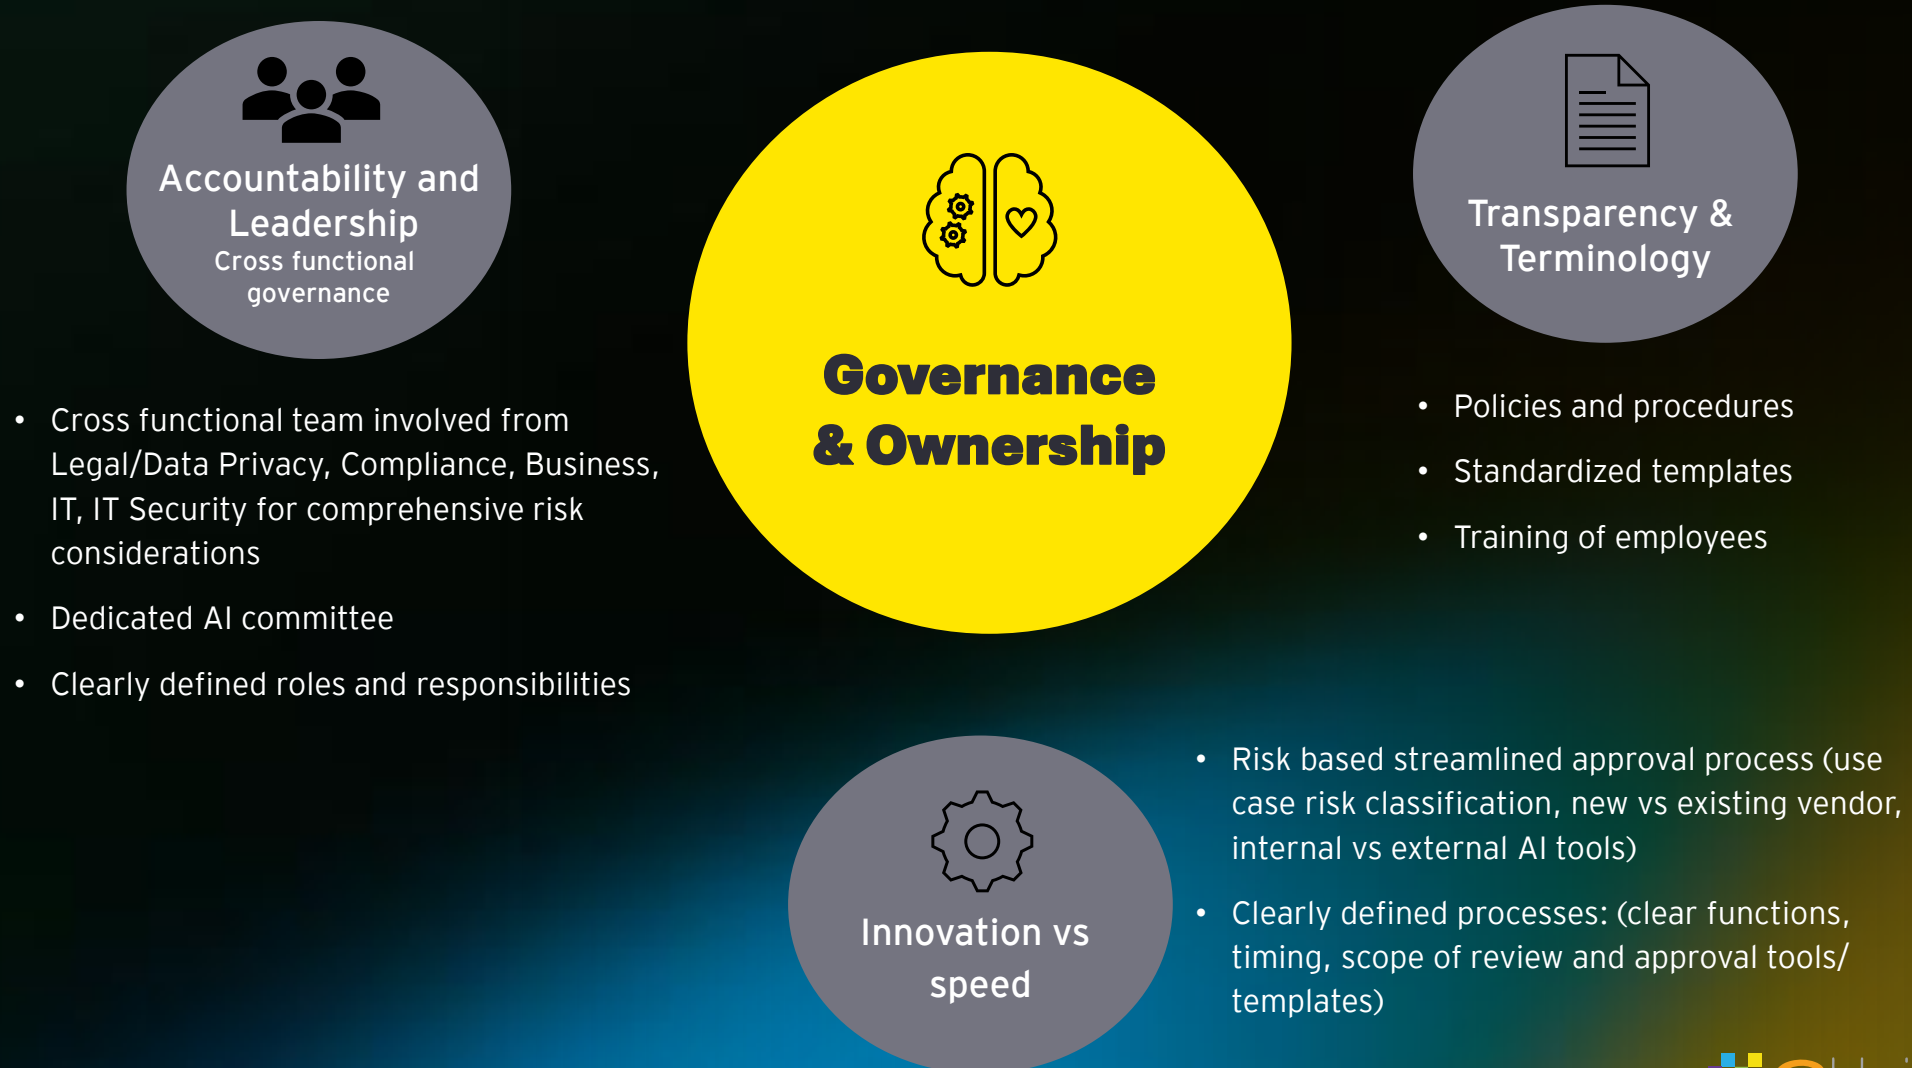 Accountability and
Leadership
Cross functional
governance
• Cross functional team involved from
Legal/Data Privacy, Compliance, Business,
IT, IT Security for comprehensive risk
considerations
• Dedicated AI committee
• Clearly defined roles and responsibilities
Governance
& Ownership
Transparency &
Terminology
• Policies and procedures
• Standardized templates
• Training of employees
Innovation vs
speed
• Risk based streamlined approval process (use
case risk classification, new vs existing vendor,
internal vs external AI tools)
• Clearly defined processes: (clear functions,
timing, scope of review and approval tools/
templates)